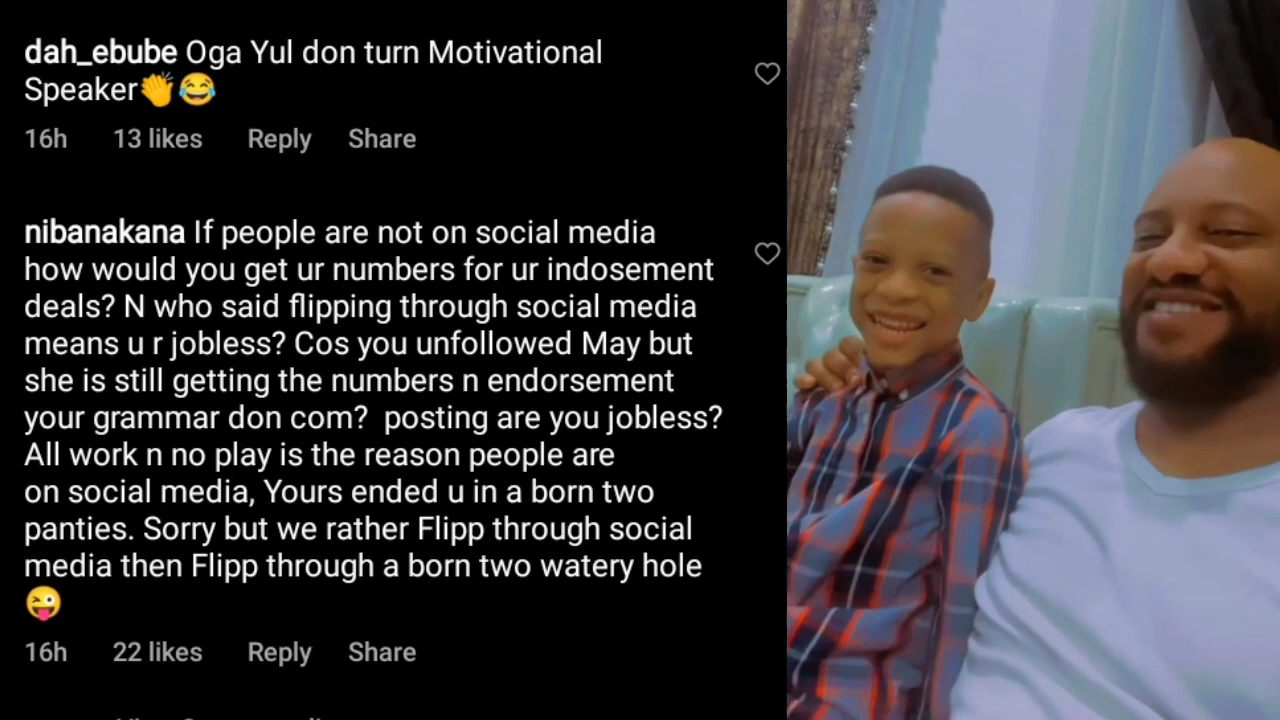 dah_ebube Oga Yul don turn Motivational
Speaker👏😂
16h 13 likes Reply Share
nibanakana If people are not on social media
how would you get ur numbers for ur indosement
deals? N who said flipping through social media
means u r jobless? Cos you unfollowed May but
she is still getting the numbers n endorsement
your grammar don com? posting are you jobless?
All work n no play is the reason people are
on social media, Yours ended u in a born two
panties. Sorry but we rather Flipp through social
media then Flipp through a born two watery hole
😜
16h 22 likes Reply Share